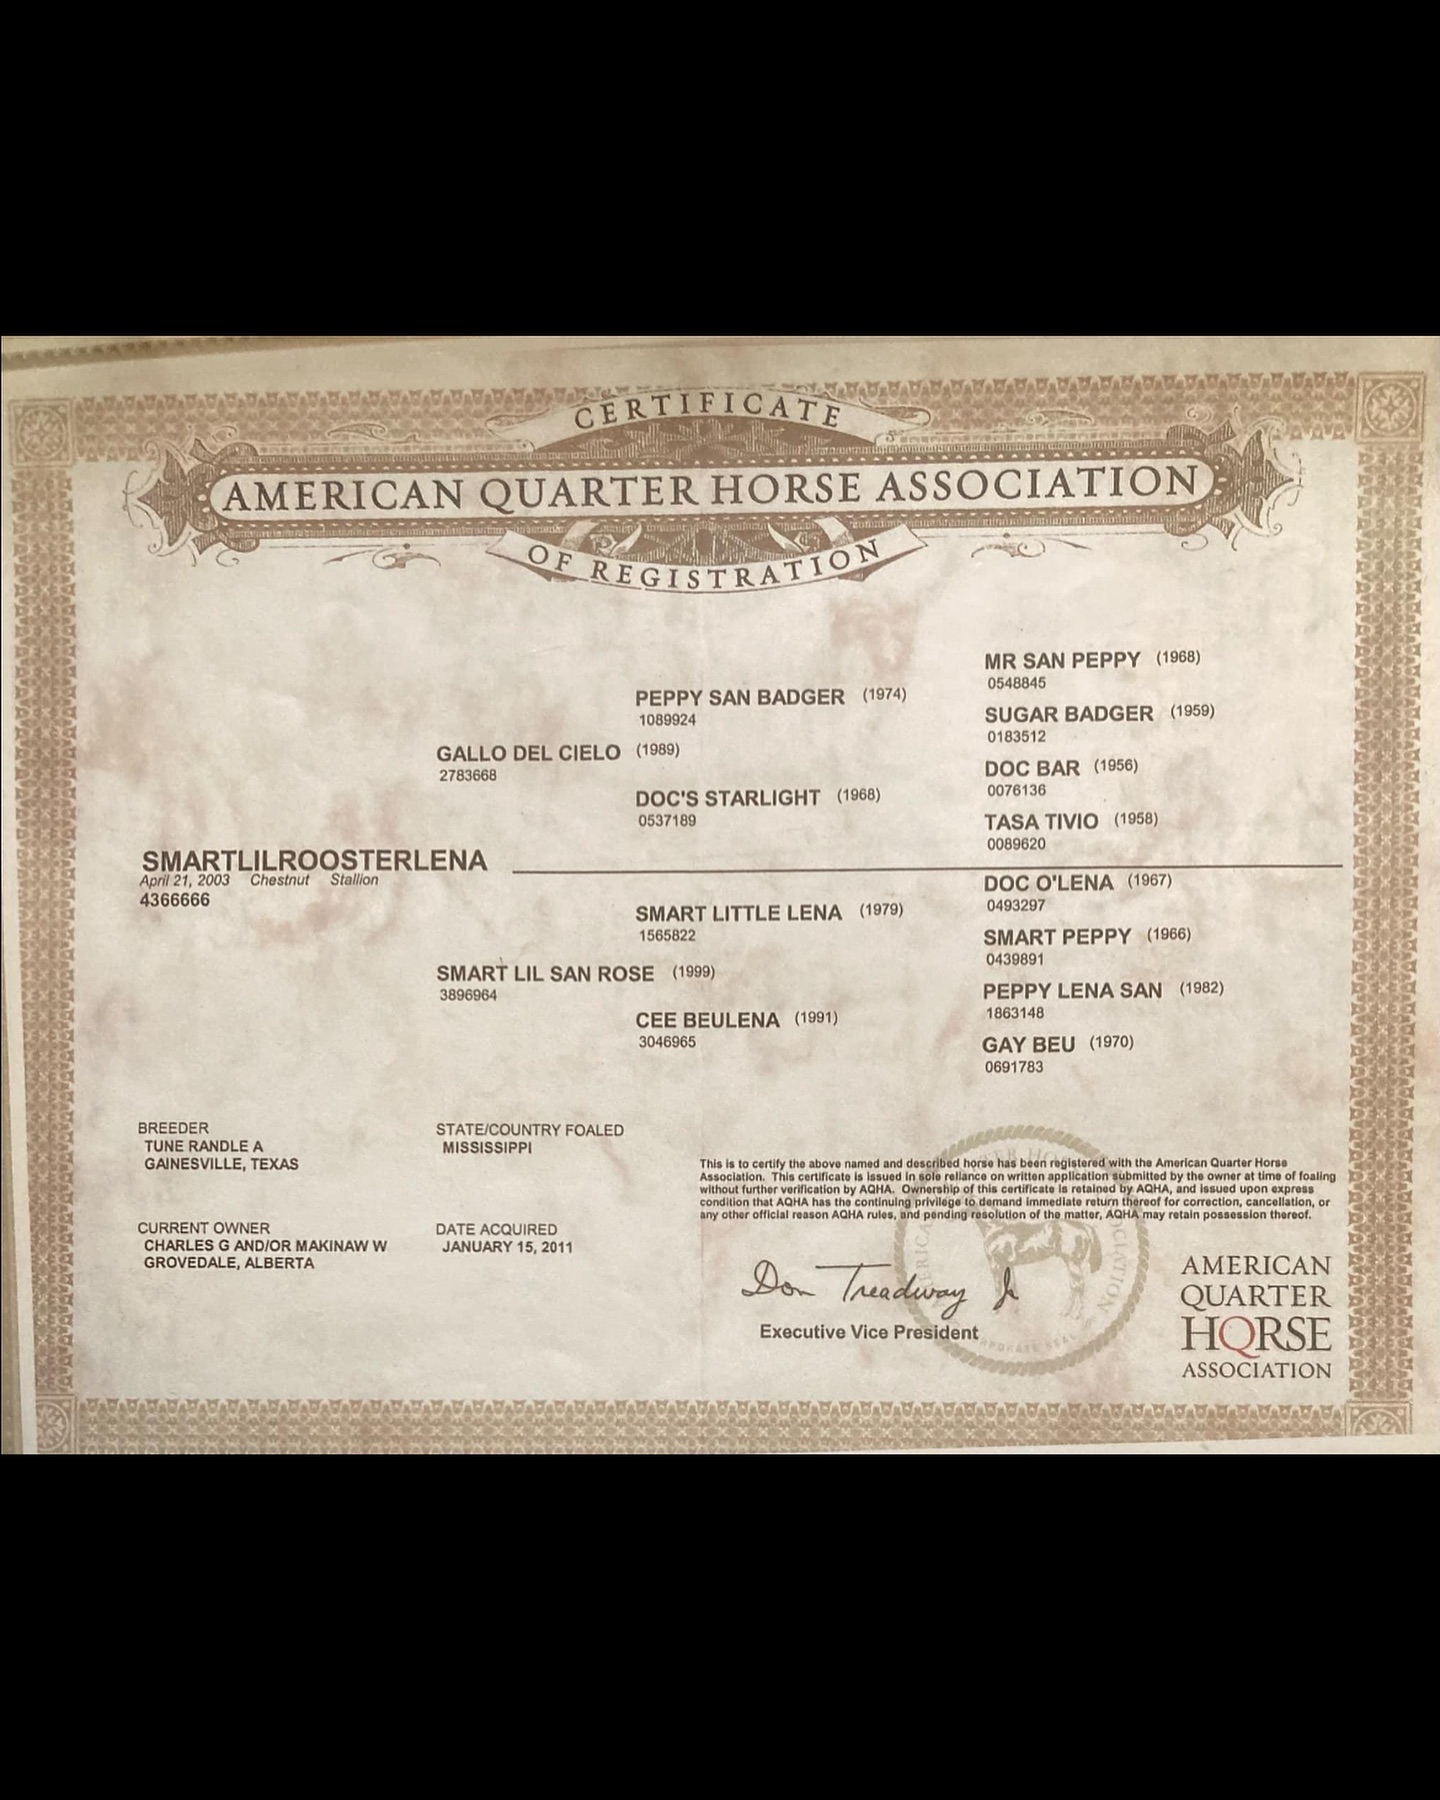 CERTIFICATE
AMERICAN QUARTER HORSE ASSOCIATION
OF REGISTRATION
MR SAN PEPPY (1968)
0548845
PEPPY SAN BADGER (1974)
1089924
SUGAR BADGER (1959)
0183512
GALLO DEL CIELO (1989)
2783668
DOC BAR (1956)
0076136
DOC'S STARLIGHT (1968)
0537189
TASA TIVIO (1958)
0089620
SMARTLILROOSTERLENA
April 21, 2003 Chestnut Stallion
4366666
DOC O'LENA (1967)
0493297
SMART LITTLE LENA (1979)
1565822
SMART PEPPY (1966)
0439891
SMART LIL SAN ROSE (1999)
3896964
PEPPY LENA SAN (1982)
1863148
CEE BEULENA (1991)
3046965
GAY BEU (1970)
0691783
BREEDER
TUNE RANDLE A
GAINESVILLE, TEXAS
STATE/COUNTRY FOALED
MISSISSIPPI
CURRENT OWNER
CHARLES G AND/OR MAKINAW W
GROVEDALE, ALBERTA
DATE ACQUIRED
JANUARY 15, 2011
This is to certify the above named and described horse has been registered with the American Quarter Horse
Association. This certificate is issued in sole reliance on written application submitted by the owner at time of foaling
without further verification by AQHA. Ownership of this certificate is retained by AQHA, and issued upon express
condition that AQHA has the continuing privilege to demand immediate return thereof for correction, cancellation, or
any other official reason AQHA rules, and pending resolution of the matter, AQHA may retain possession thereof.
Don Treadway Jr
Executive Vice President
AMERICAN
QUARTER
HORSE
ASSOCIATION